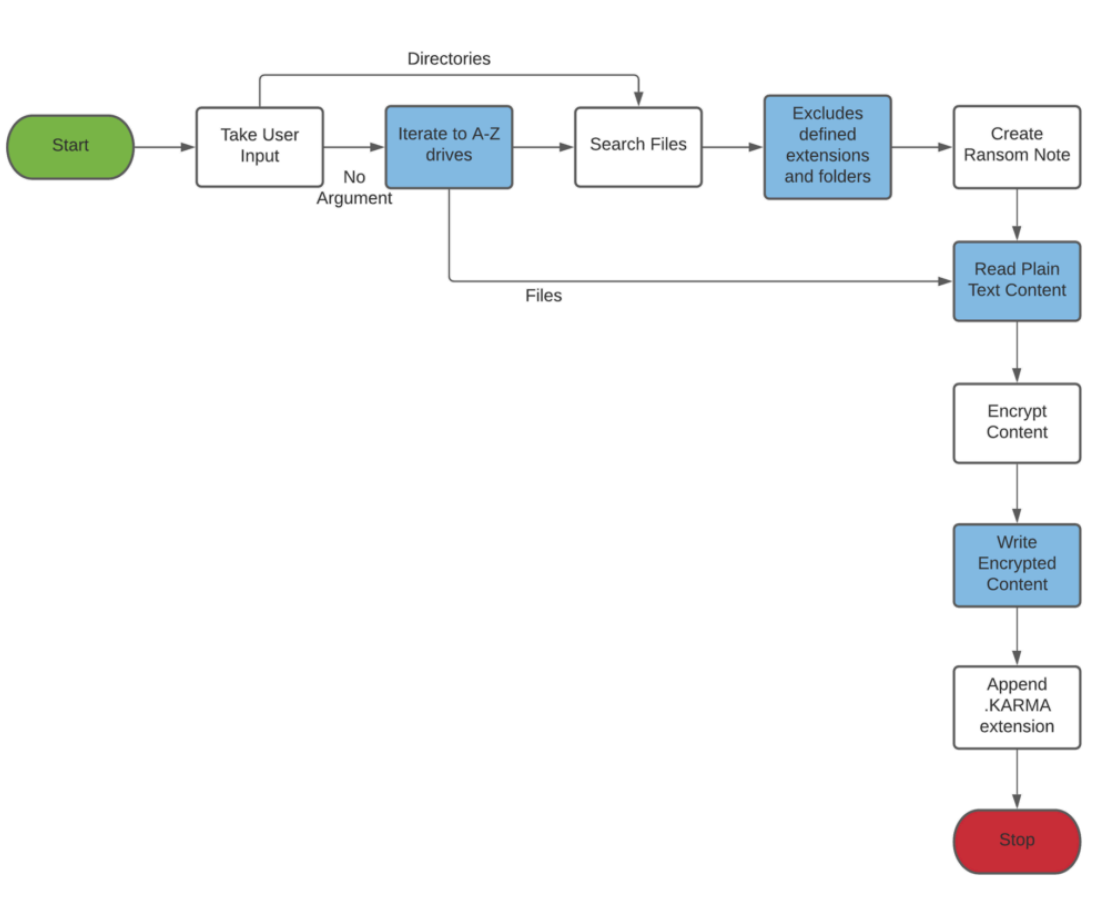 Directories
Start
Take User
Input
No
Argument
Iterate to A-Z
drives
Search Files
Excludes
defined
extensions
and folders
Create
Ransom Note
Files
Read Plain
Text Content
Encrypt
Content
Write
Encrypted
Content
Append
.KARMA
extension
Stop